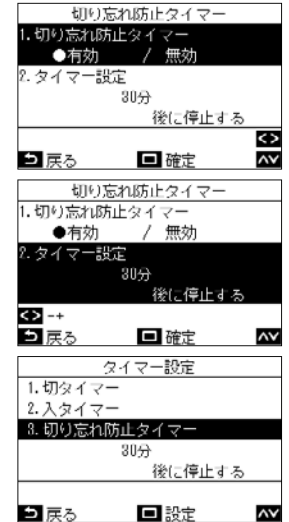 切り忘れ防止タイマー
1.切り忘れ防止タイマー
●有効 / 無効
2.タイマー設定
30分
後に停止する
<>
戻る 確定 ∧∨
切り忘れ防止タイマー
1.切り忘れ防止タイマー
●有効 / 無効
2.タイマー設定
30分
後に停止する
<> -+
戻る 確定 ∧∨
タイマー設定
1.切タイマー
2.入タイマー
3.切り忘れ防止タイマー
30分
後に停止する
戻る 設定 ∧∨